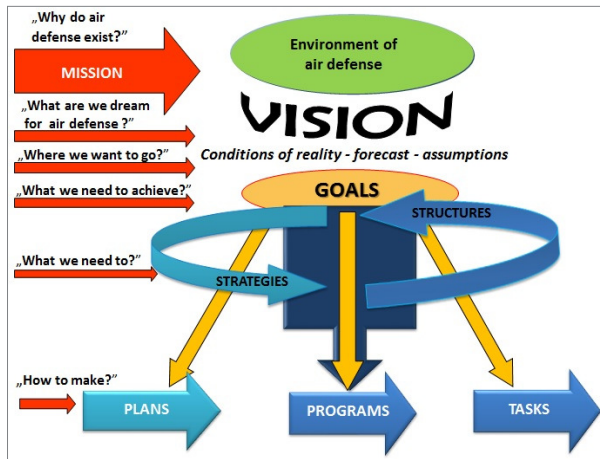 „Why do air
defense exist?”
MISSION
Environment of
air defense
„What are we dream
for air defense ?”
VISION
„Where we want to go?”
Conditions of reality - forecast - assumptions
„What we need to achieve?”
GOALS
STRUCTURES
„What we need to?”
STRATEGIES
„How to make?”
PLANS
PROGRAMS
TASKS